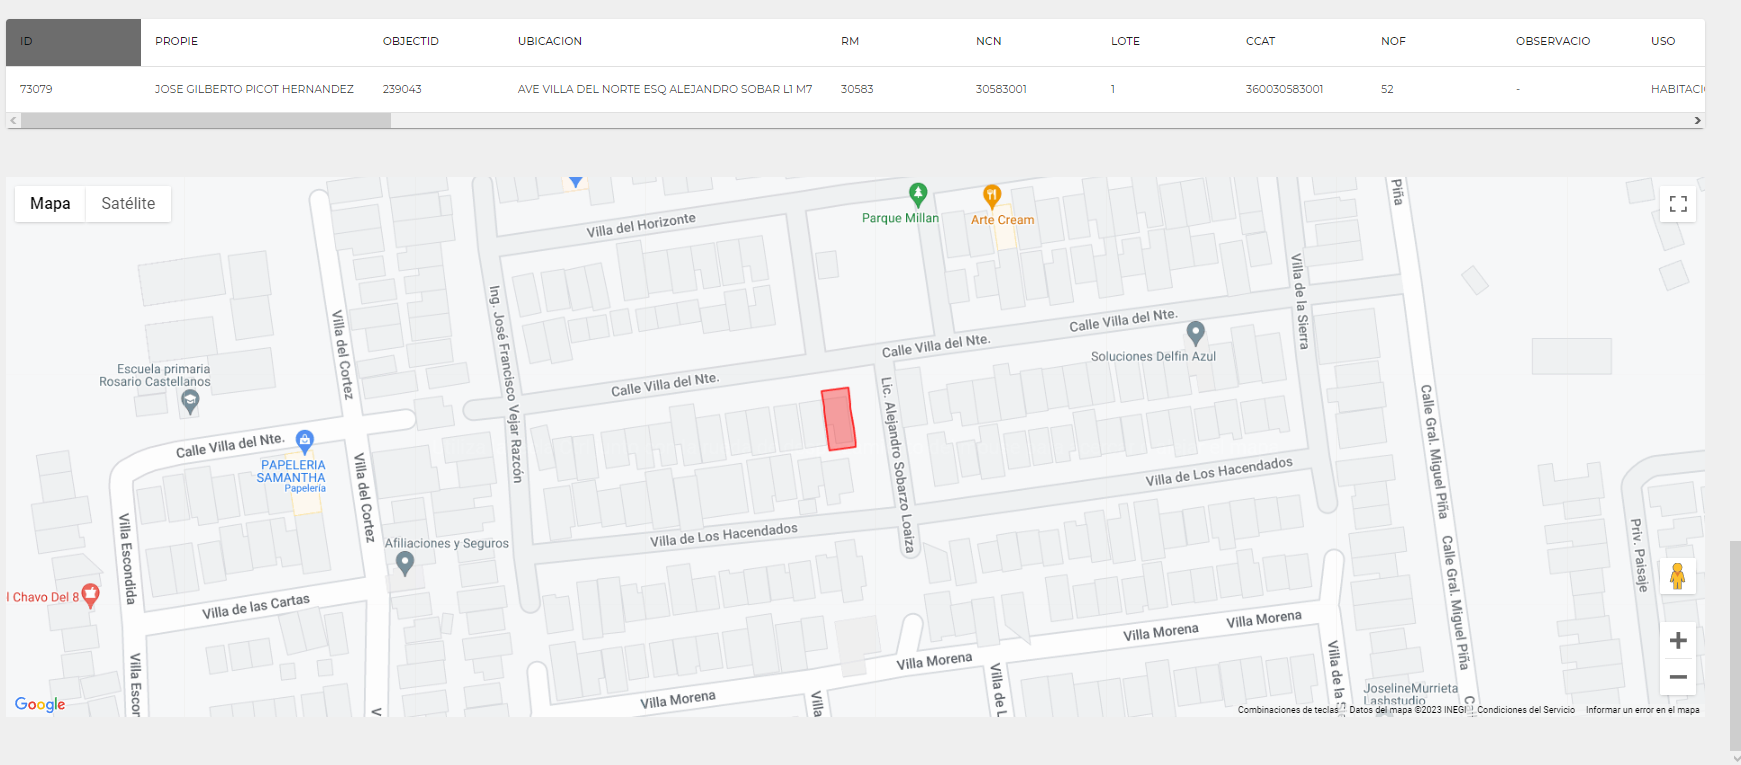 ID PROPIE OBJECTID UBICACION RM NCN LOTE CCAT NOF OBSERVACIO USO
73079 JOSE GILBERTO PICOT HERNANDEZ 239043 AVE VILLA DEL NORTE ESQ ALEJANDRO SOBAR L1 M7 30583 30583001 1 360030583001 52 - HABITACI
Mapa Satélite
Piña
Parque Millan
Arte Cream
Villa del Horizonte
Villa de la Sierra
Ing. José Francisco Vejar Razcón
Villa del Cortez
Calle Villa del Nte.
Calle Villa del Nte.
Soluciones Delfin Azul
Escuela primaria
Rosario Castellanos
Calle Villa del Nte.
Lic. Alejandro Sobarzo Loaiza
Calle Gral. Miguel Piña
Calle Villa del Nte.
PAPELERIA
SAMANTHA
Papelería
Villa del Cortez
Villa de Los Hacendados
Villa Escondida
Villa de Los Hacendados
Afiliaciones y Seguros
Calle Gral. Miguel Piña
Priv. Paisaje
l Chavo Del 8
Villa de las Cartas
Villa Morena
Villa Morena
Villa Escon
Villa Morena
Villa de la S
Villa Morena
Villa
Villa de L
V
JoselineMurrieta
Lashstudio
C
Google
Combinaciones de teclas Datos del mapa ©2023 INEGI Condiciones del Servicio Informar un error en el mapa